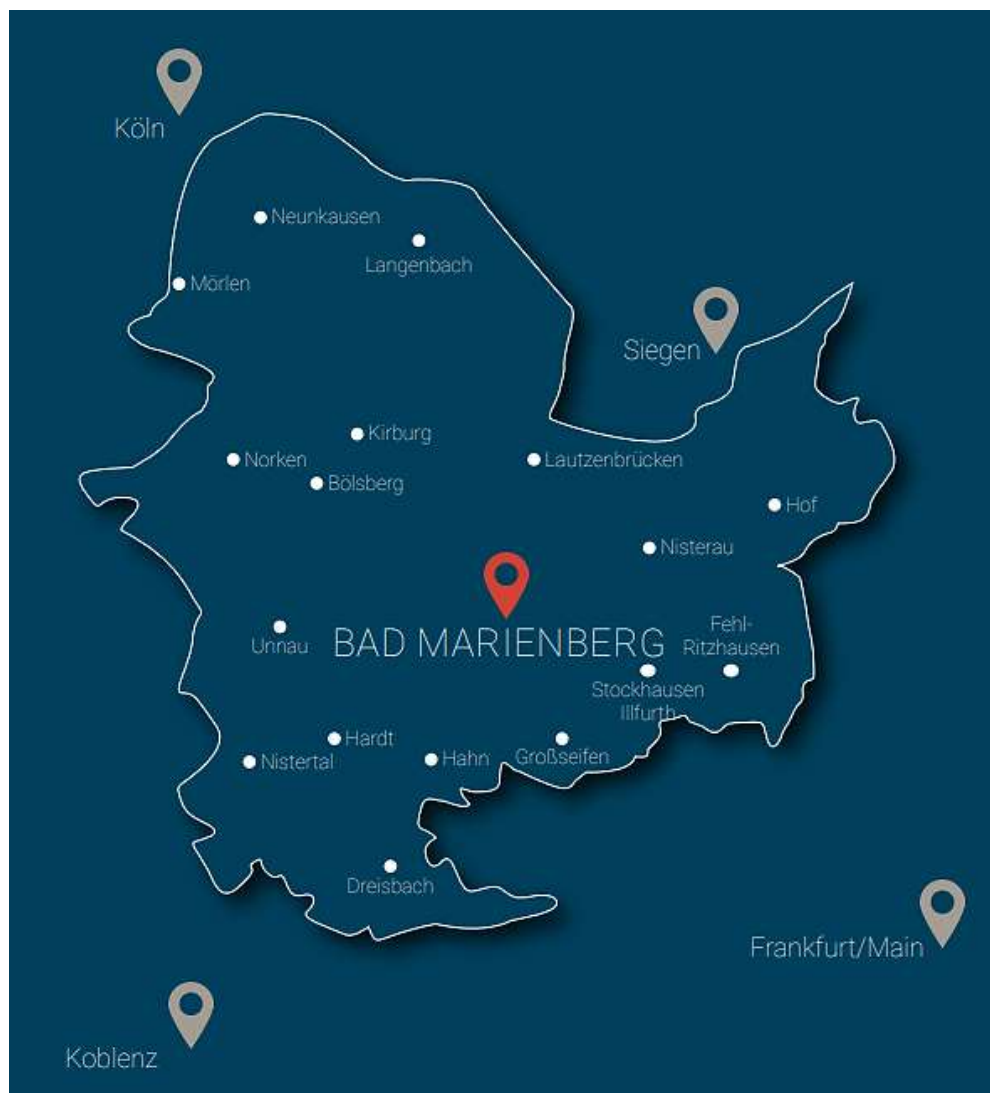 Köln
Neunkausen
Langenbach
Mörlen
Siegen
Kirburg
Norken
Lautzenbrücken
Bölsberg
Hof
Nisterau
Fehl-
Ritzhausen
Unnau
BAD MARIENBERG
Stockhausen
Illfurth
Hardt
Nistertal
Hahn
Großseifen
Dreisbach
Frankfurt/Main
Koblenz